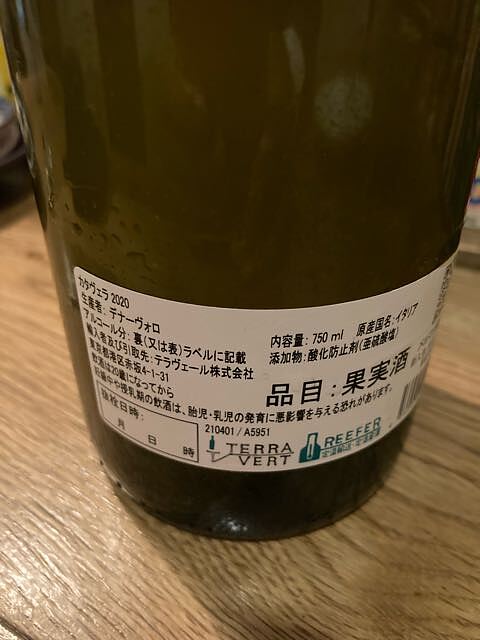 カタヴェラ 2020
生産者: デナーヴォロ
アルコール分: 裏(又は表)ラベルに記載
輸入者及び引取先: テラヴェール株式会社
東京都港区赤坂4-1-31
飲酒は20歳になってから
妊娠中や授乳期の飲酒は、胎児・乳児の発育に悪影響を与える恐れがあります。
内容量: 750 ml 原産国名: イタリア
添加物: 酸化防止剤(亜硫酸塩)
品目: 果実酒
抜栓日時:
月 日 時
210401 / A5951
TERRA
VERT
REEFER